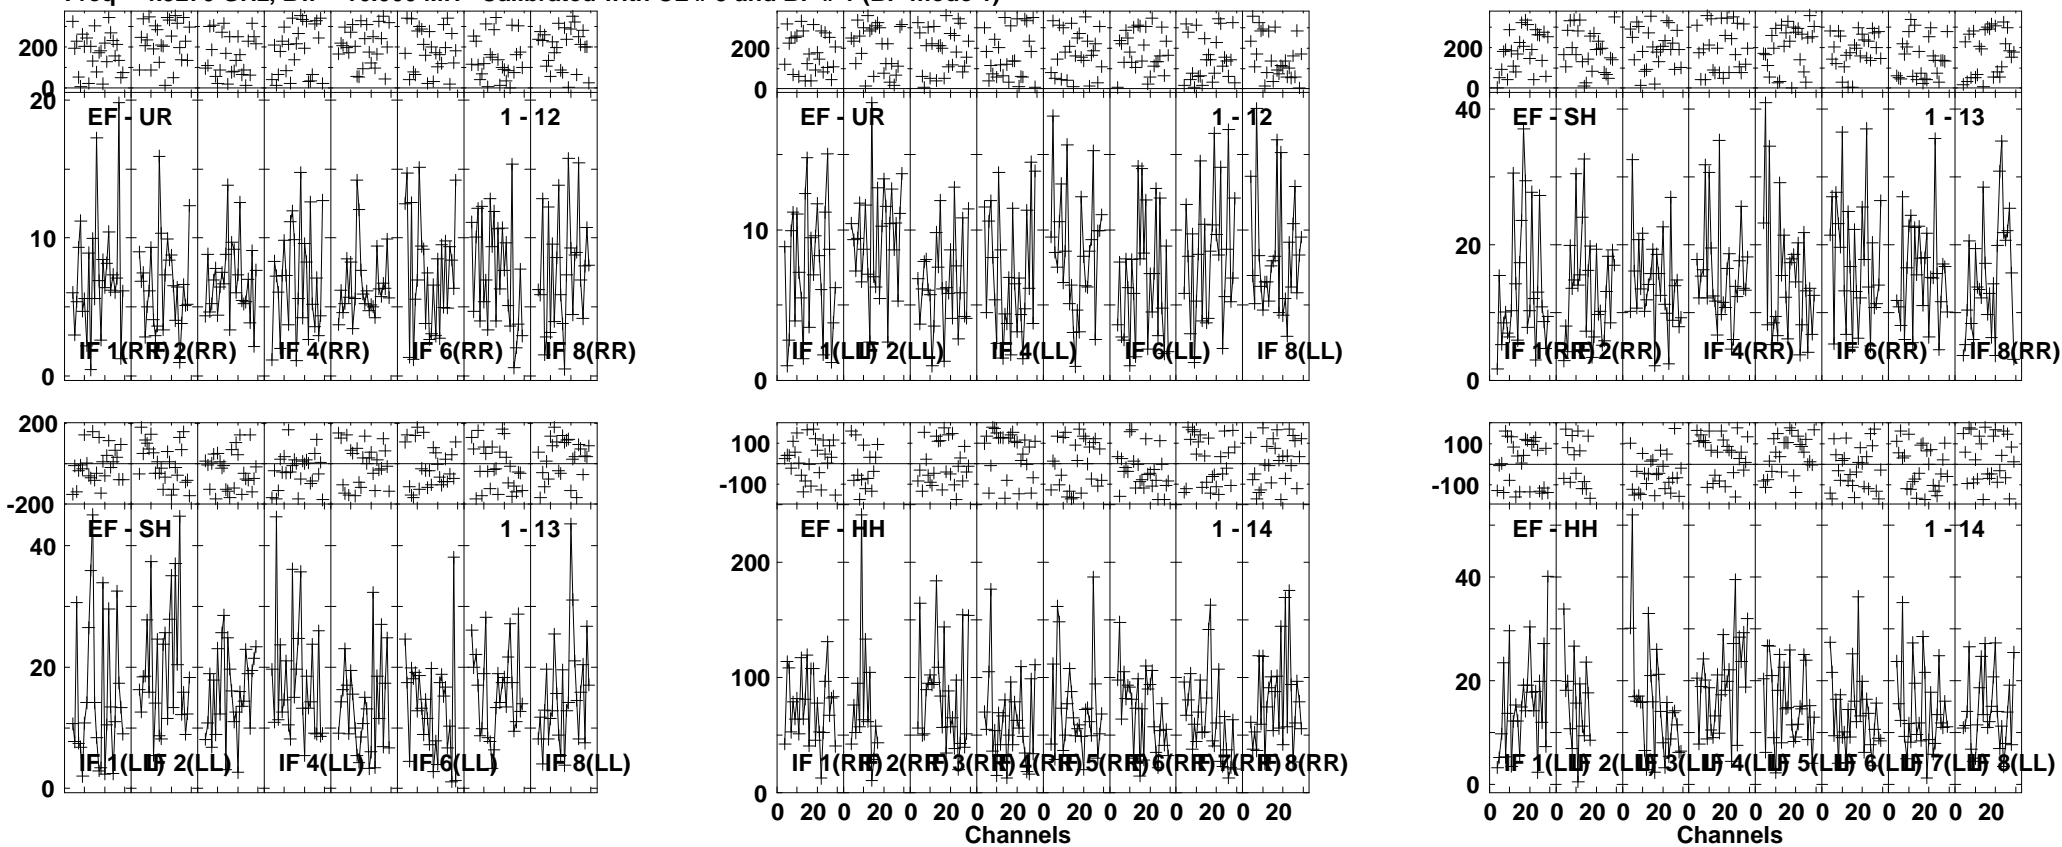 200
0
20
10
0
EF - UR 1 - 12
IF 1(RR) IF 2(RR) IF 4(RR) IF 6(RR) IF 8(RR)
200
0
10
0
EF - UR 1 - 12
IF 1(LL) IF 2(LL) IF 4(LL) IF 6(LL) IF 8(LL)
200
0
40
20
0
EF - SH 1 - 13
IF 1(RR) IF 2(RR) IF 4(RR) IF 6(RR) IF 8(RR)
200
-200
40
20
0
EF - SH 1 - 13
IF 1(LL) IF 2(LL) IF 4(LL) IF 6(LL) IF 8(LL)
100
-100
200
100
0
EF - HH 1 - 14
IF 1(RR) IF 2(RR) IF 3(RR) IF 4(RR) IF 5(RR) IF 6(RR) IF 7(RR) IF 8(RR)
0 20 0 20 0 20 0 20 0 20 0 20 0 20 0 20
Channels
100
-100
40
20
0
EF - HH 1 - 14
IF 1(LL) IF 2(LL) IF 3(LL) IF 4(LL) IF 5(LL) IF 6(LL) IF 7(LL) IF 8(LL)
0 20 0 20 0 20 0 20 0 20 0 20 0 20 0 20
Channels